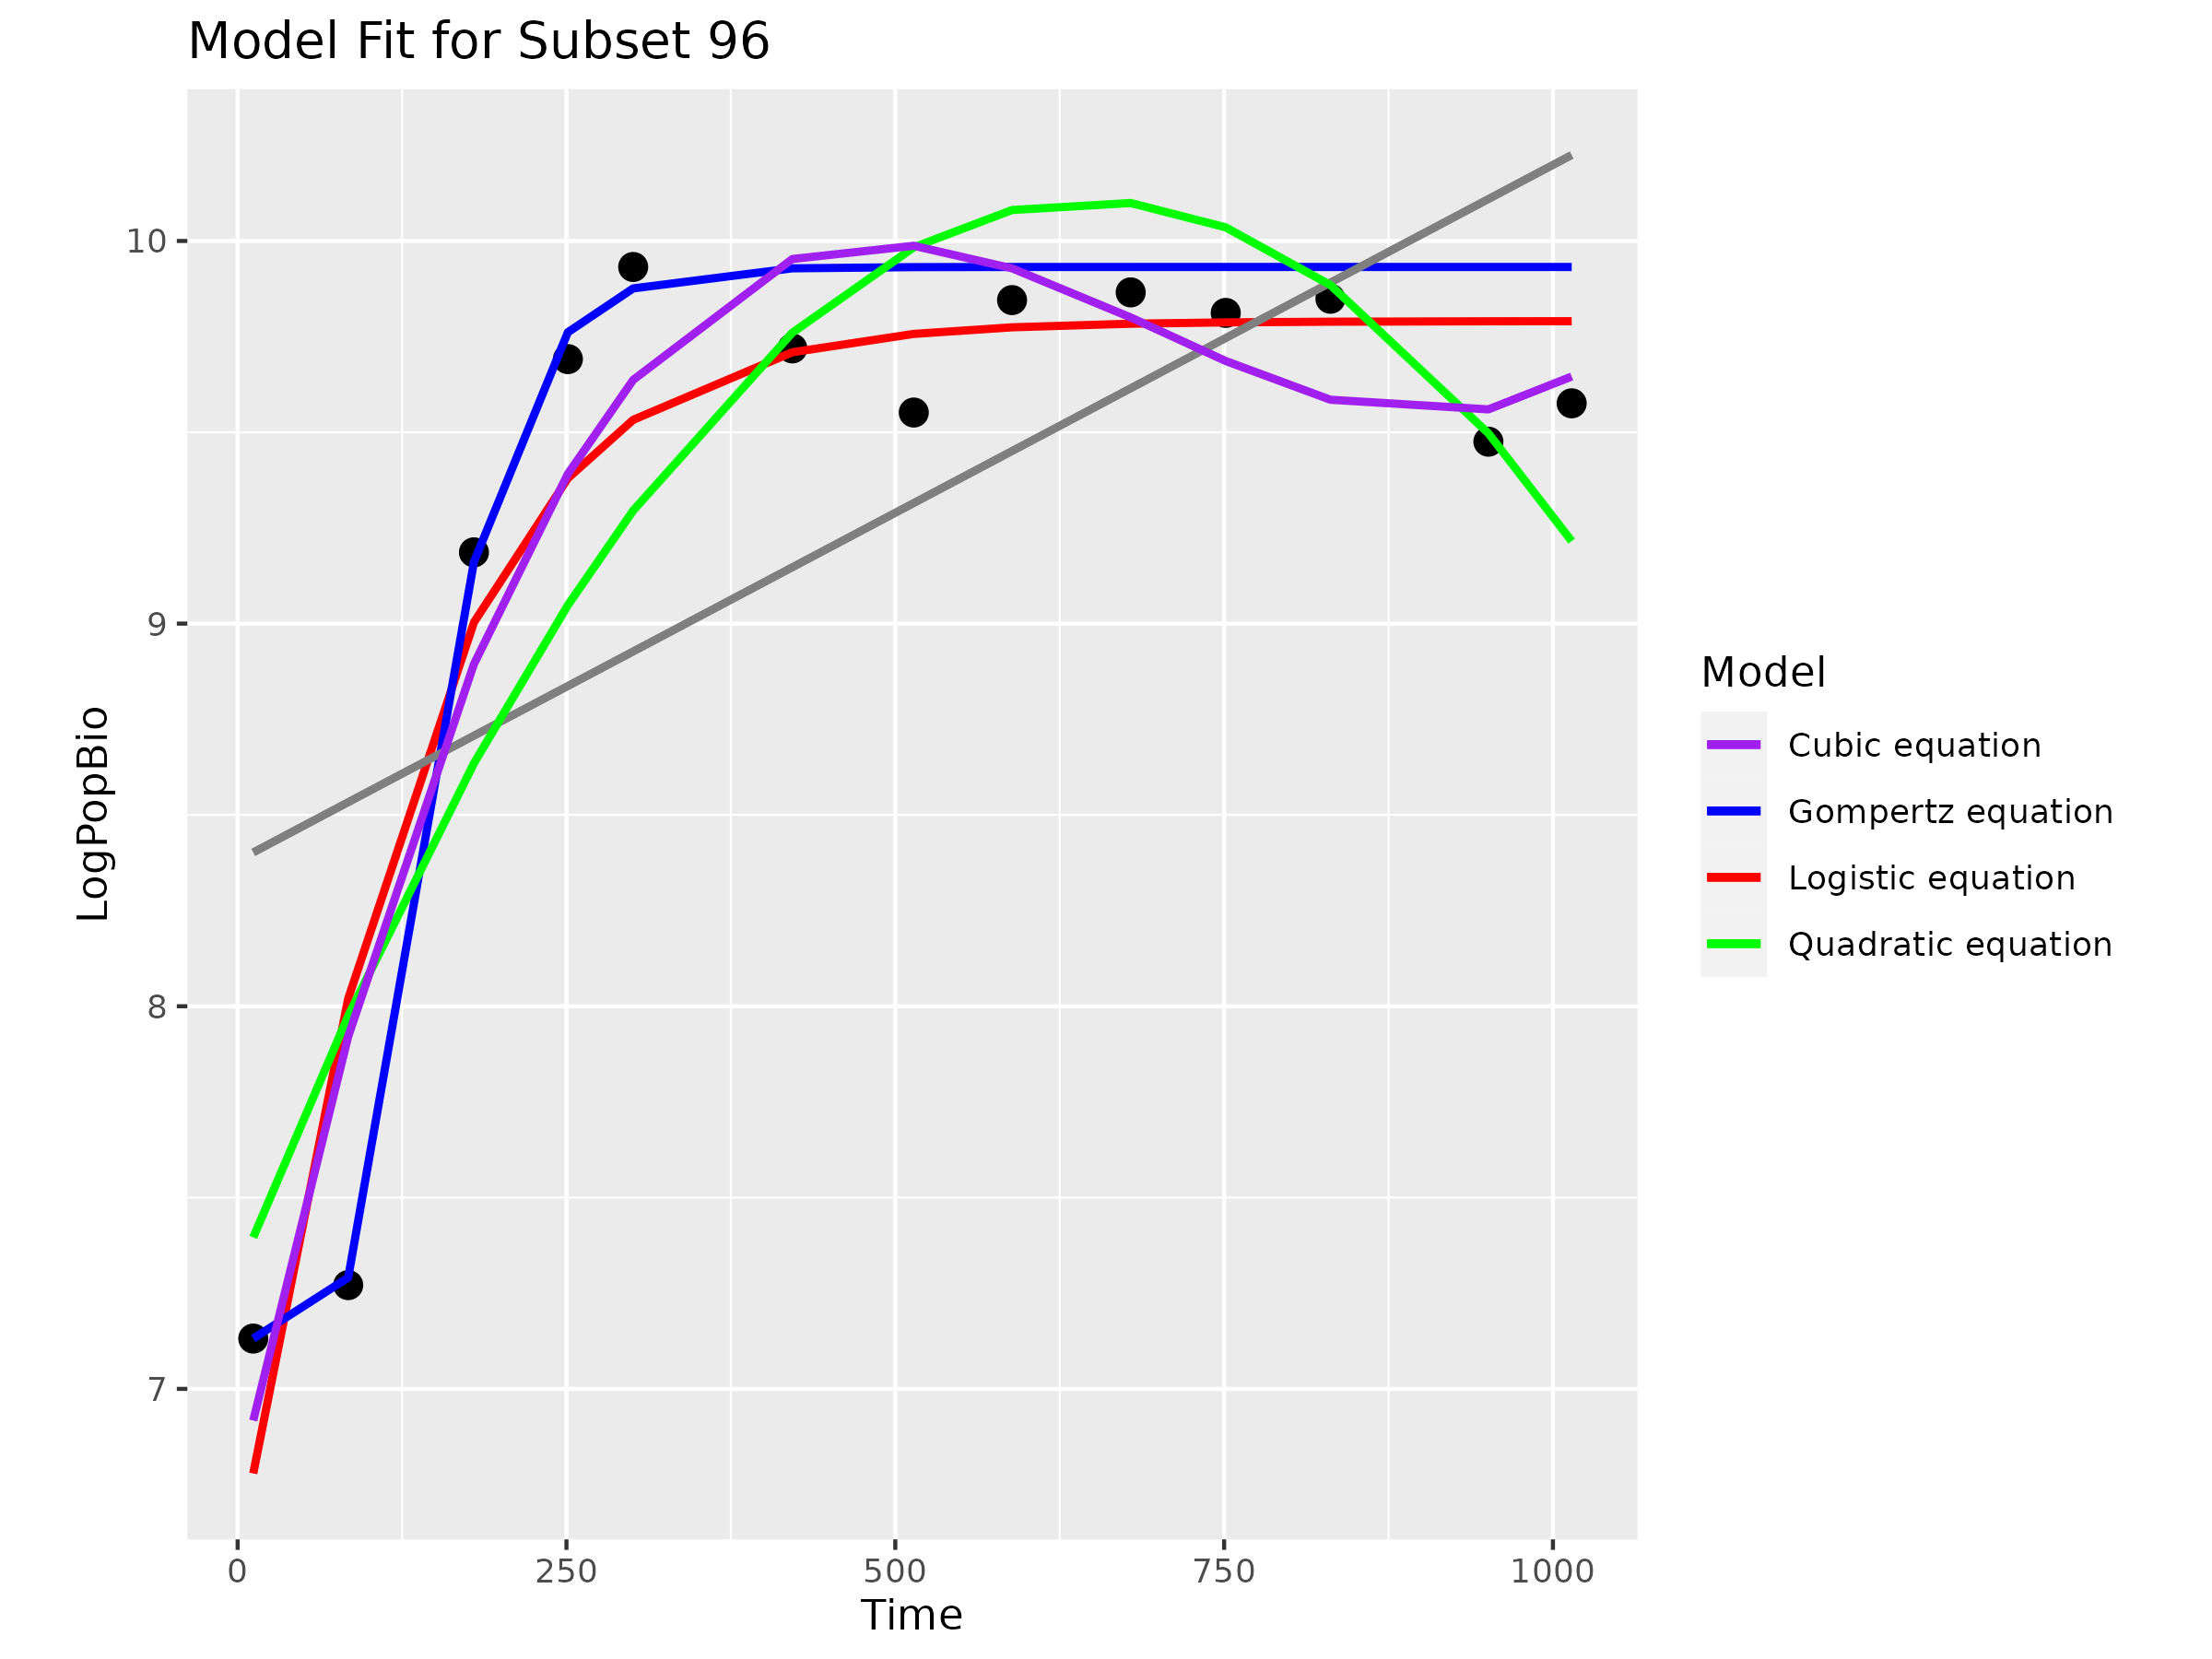 Model Fit for Subset 96
LogPopBio
10
9
8
7
0 250 500 750 1000
Time
Model
Cubic equation
Gompertz equation
Logistic equation
Quadratic equation